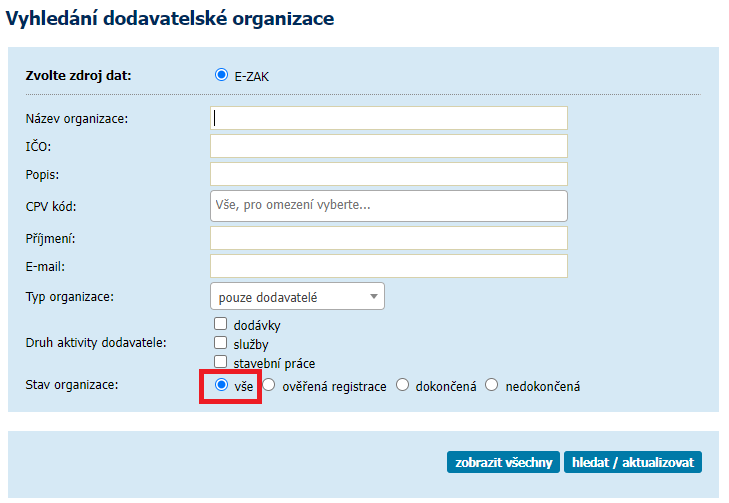 Vyhledání dodavatelské organizace
Zvolte zdroj dat: E-ZAK
Název organizace:
IČO:
Popis:
CPV kód: Vše, pro omezení vyberte...
Příjmení:
E-mail:
Typ organizace: pouze dodavatelé
dodávky
Druh aktivity dodavatele: služby
stavební práce
Stav organizace: vše ověřená registrace dokončená nedokončená
zobrazit všechny hledat / aktualizovat